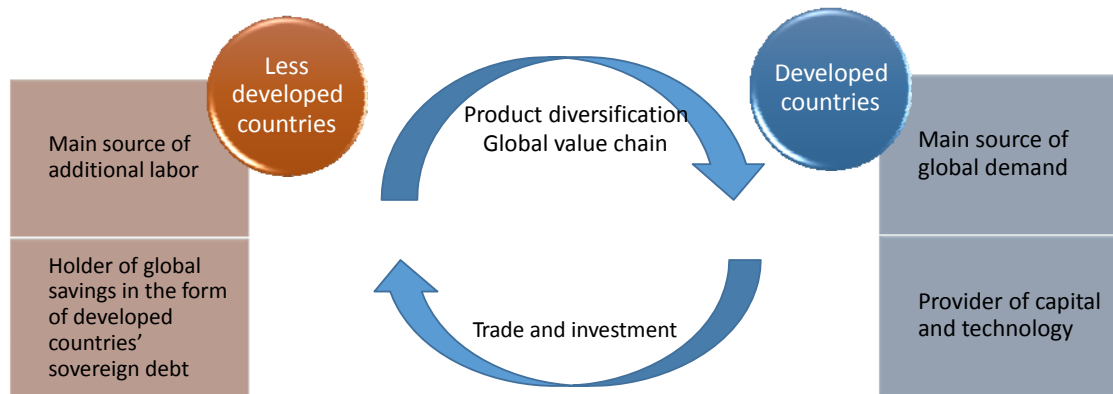 Less
developed
countries
Main source of
additional labor
Holder of global
savings in the form
of developed
countries’
sovereign debt
Product diversification
Global value chain
Trade and investment
Developed
countries
Main source of
global demand
Provider of capital
and technology